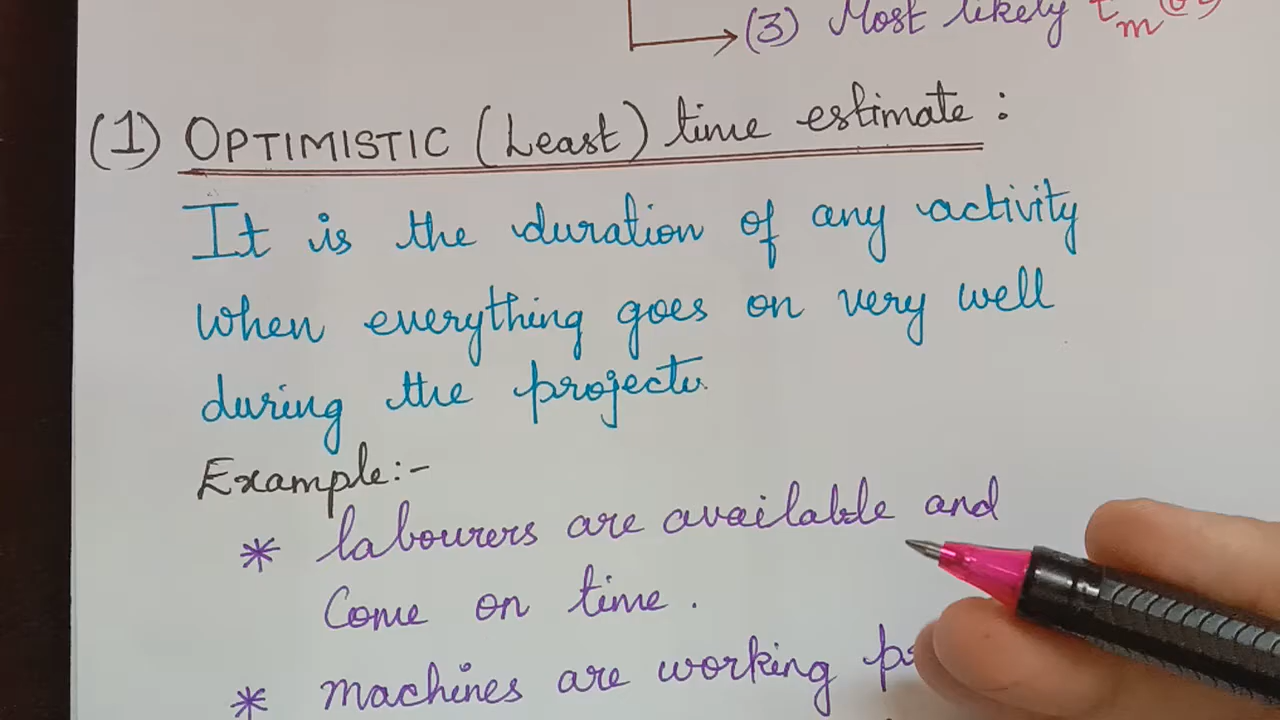 (3) Most likely tm
(1) OPTIMISTIC (Least) time estimate :
It is the duration of any activity
when everything goes on very well
during the project.
Example:-
* labourers are available and
Come on time .
* machines are working